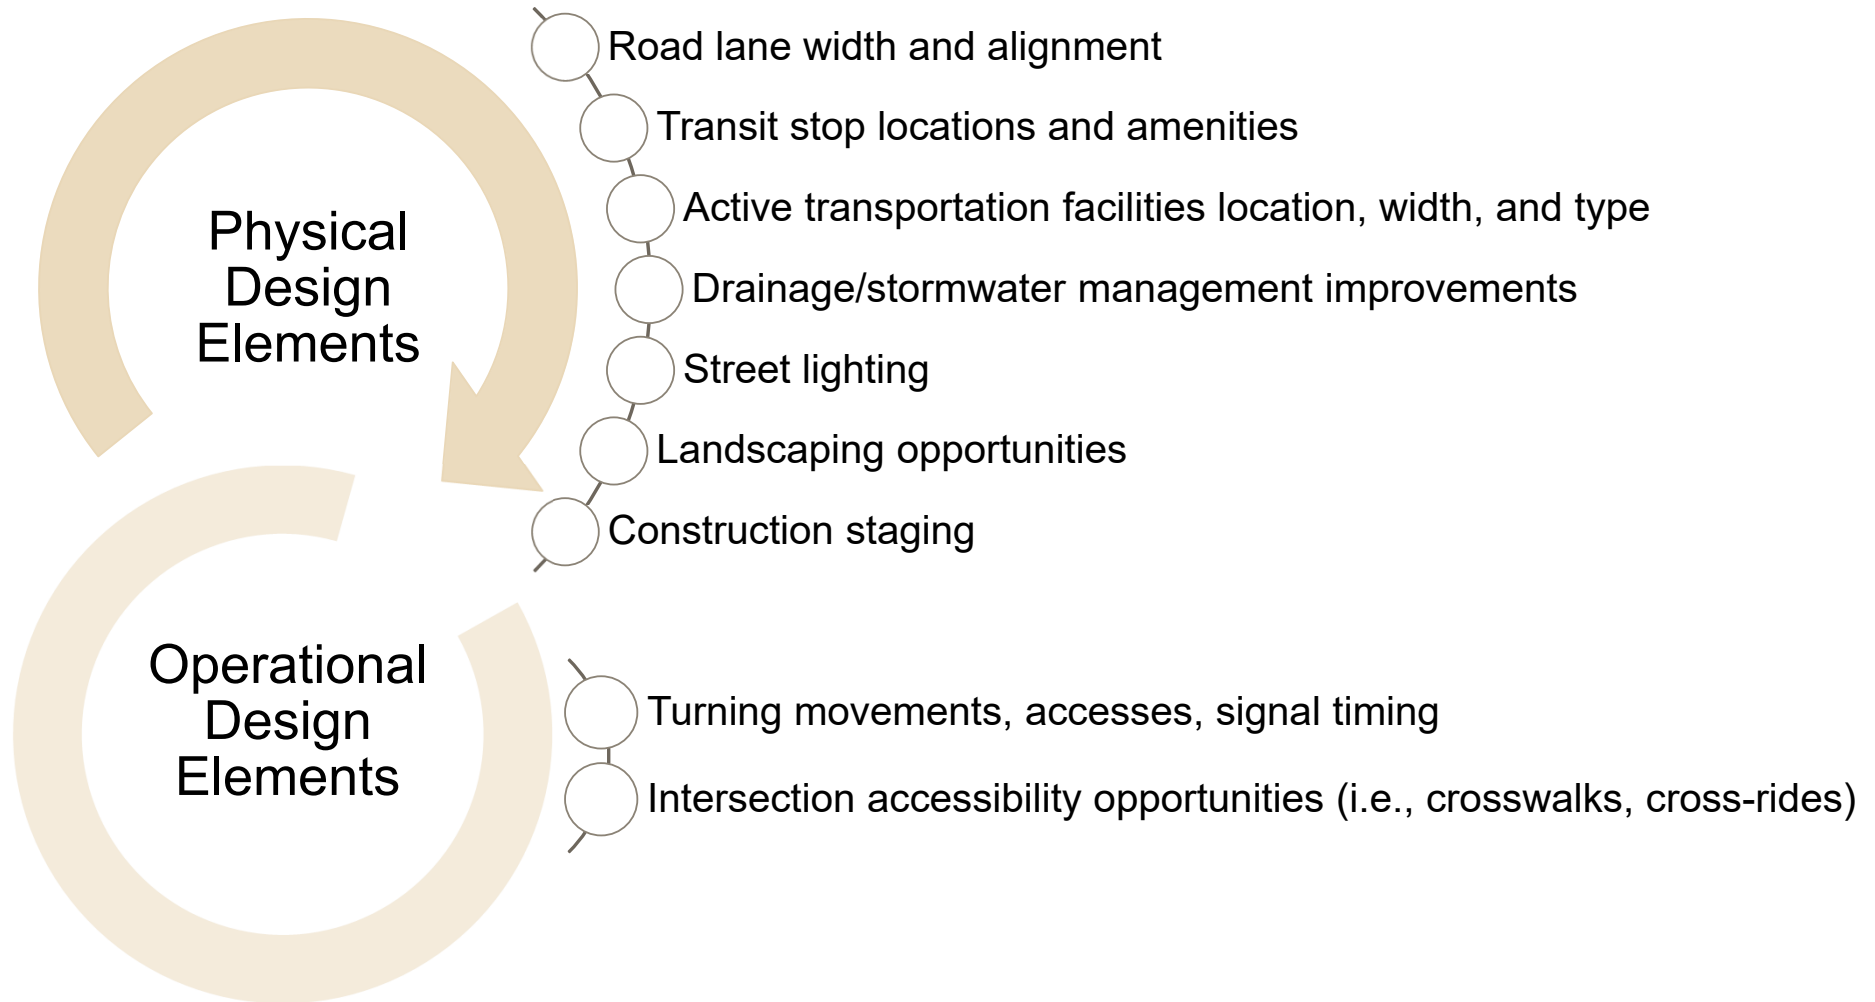 Physical
Design
Elements
Road lane width and alignment
Transit stop locations and amenities
Active transportation facilities location, width, and type
Drainage/stormwater management improvements
Street lighting
Landscaping opportunities
Construction staging
Operational
Design
Elements
Turning movements, accesses, signal timing
Intersection accessibility opportunities (i.e., crosswalks, cross-rides)